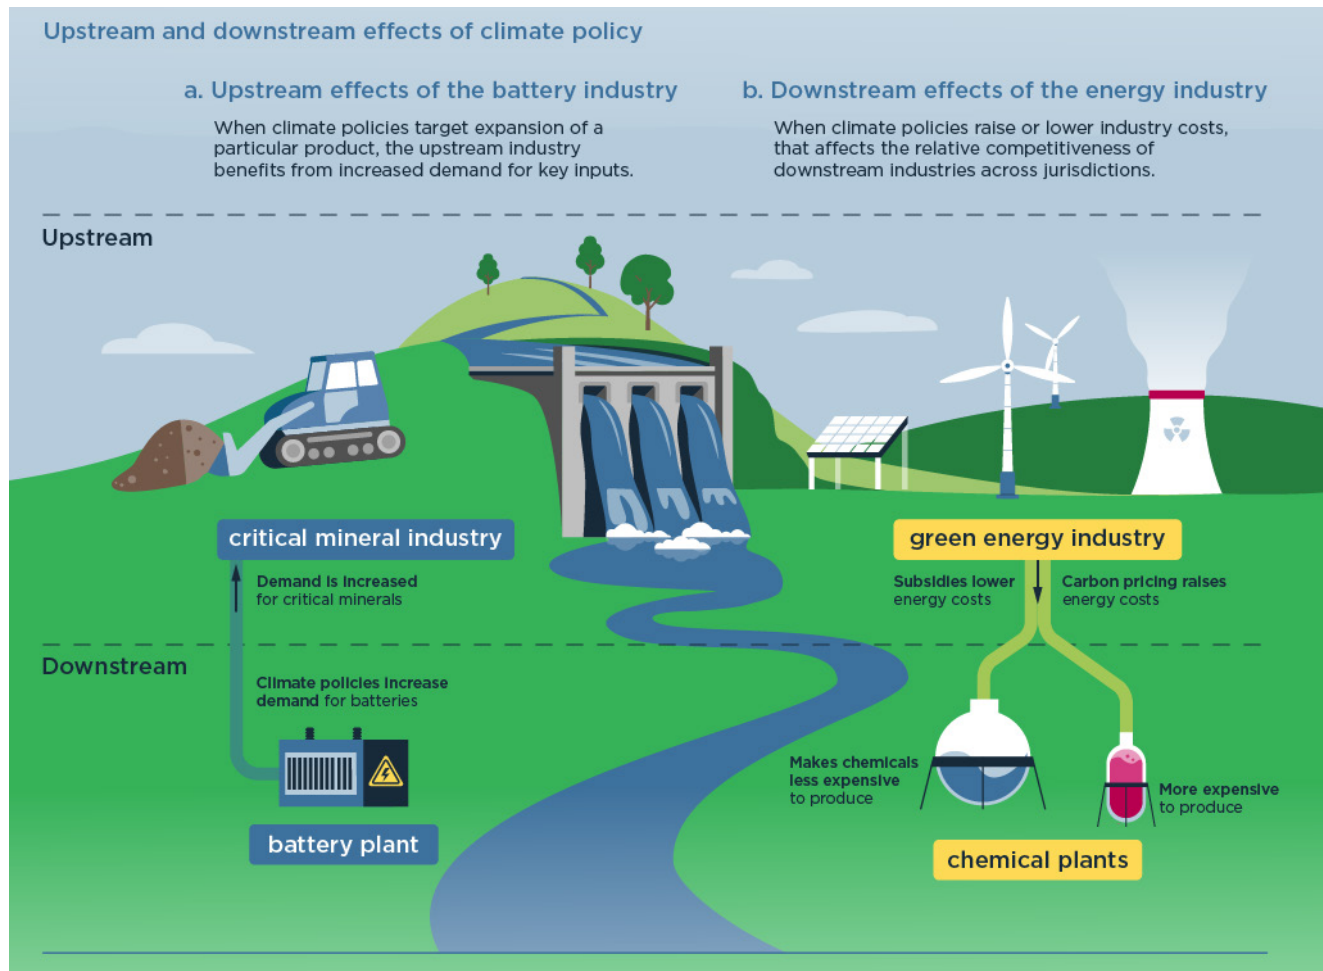 Upstream and downstream effects of climate policy
a. Upstream effects of the battery industry
When climate policies target expansion of a
particular product, the upstream industry
benefits from increased demand for key inputs.
b. Downstream effects of the energy industry
When climate policies raise or lower industry costs,
that affects the relative competitiveness of
downstream industries across jurisdictions.
Upstream
critical mineral industry
Demand is increased
for critical minerals
green energy industry
Subsidies lower
energy costs
Carbon pricing raises
energy costs
Downstream
Climate policies increase
demand for batteries
battery plant
Makes chemicals
less expensive
to produce
More expensive
to produce
chemical plants